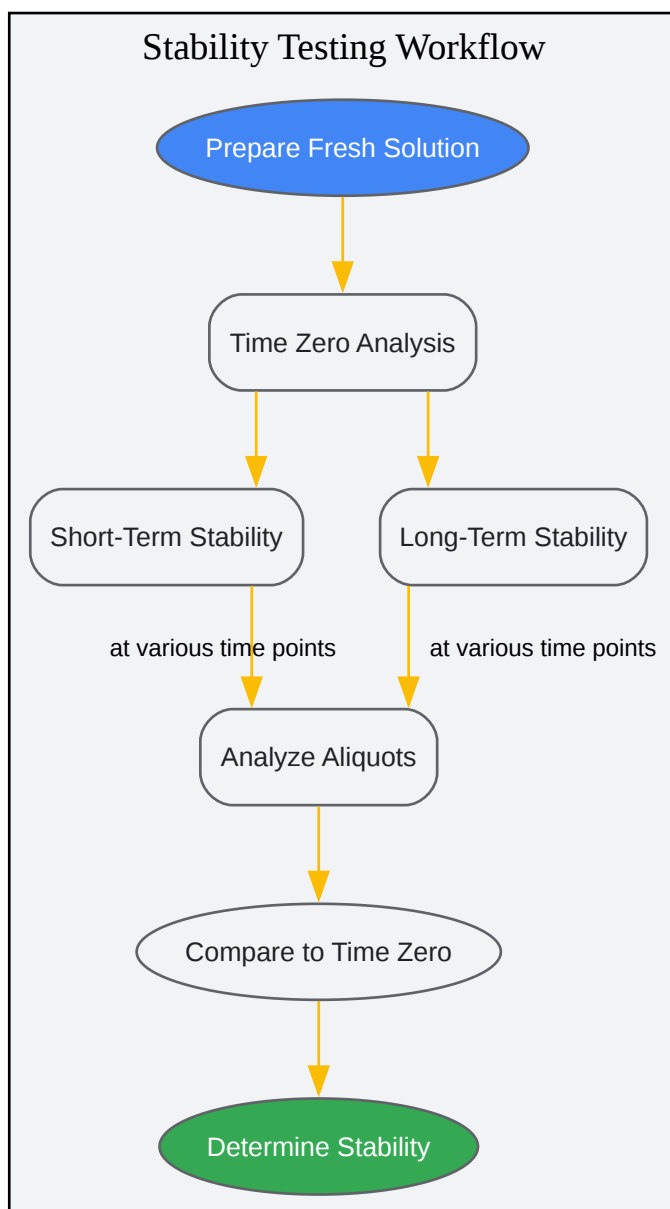 Stability Testing Workflow
Prepare Fresh Solution
Time Zero Analysis
Short-Term Stability
Long-Term Stability
at various time points
at various time points
Analyze Aliquots
Compare to Time Zero
Determine Stability